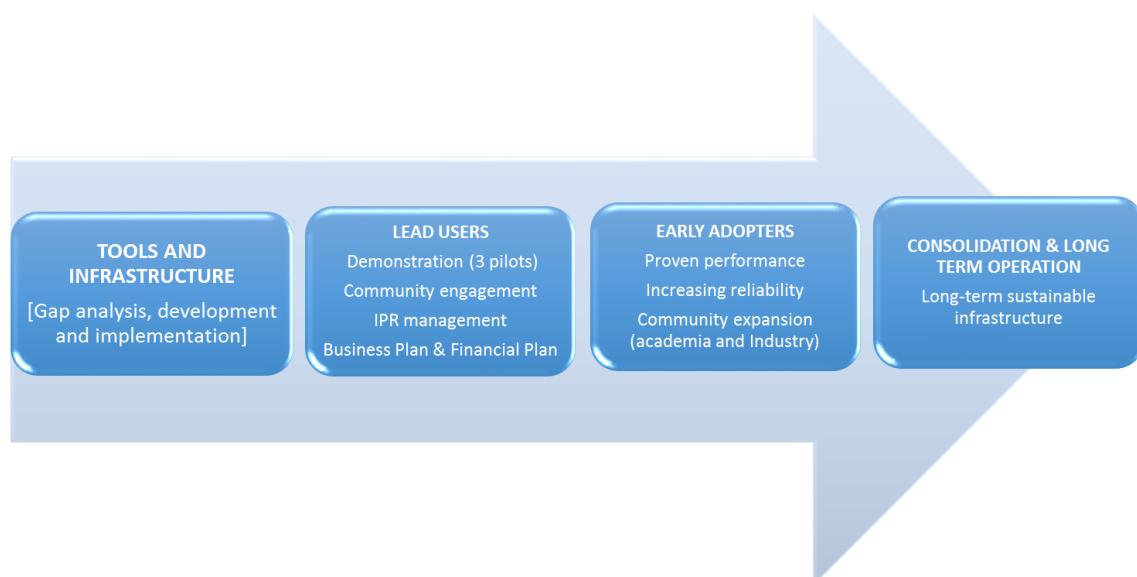 TOOLS AND
INFRASTRUCTURE
[Gap analysis, development
and implementation]
LEAD USERS
Demonstration (3 pilots)
Community engagement
IPR management
Business Plan & Financial Plan
EARLY ADOPTERS
Proven performance
Increasing reliability
Community expansion
(academia and Industry)
CONSOLIDATION & LONG
TERM OPERATION
Long-term sustainable
infrastructure